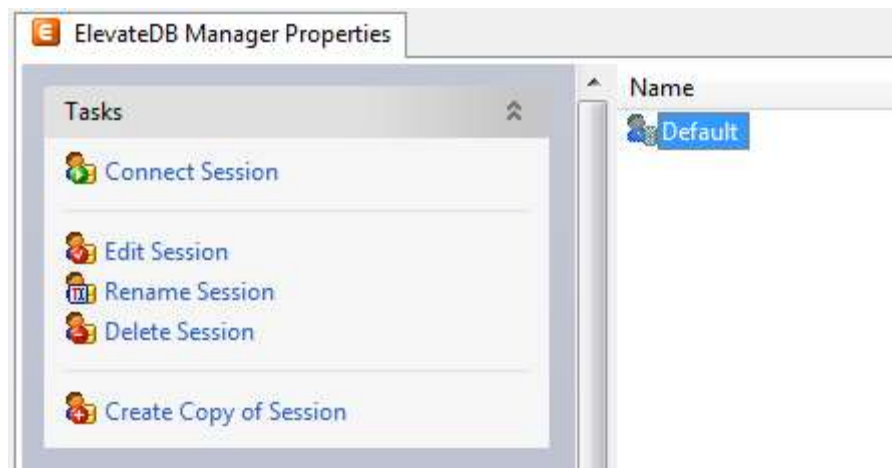 ElevateDB Manager Properties
Tasks
Connect Session
Edit Session
Rename Session
Delete Session
Create Copy of Session
Name
Default